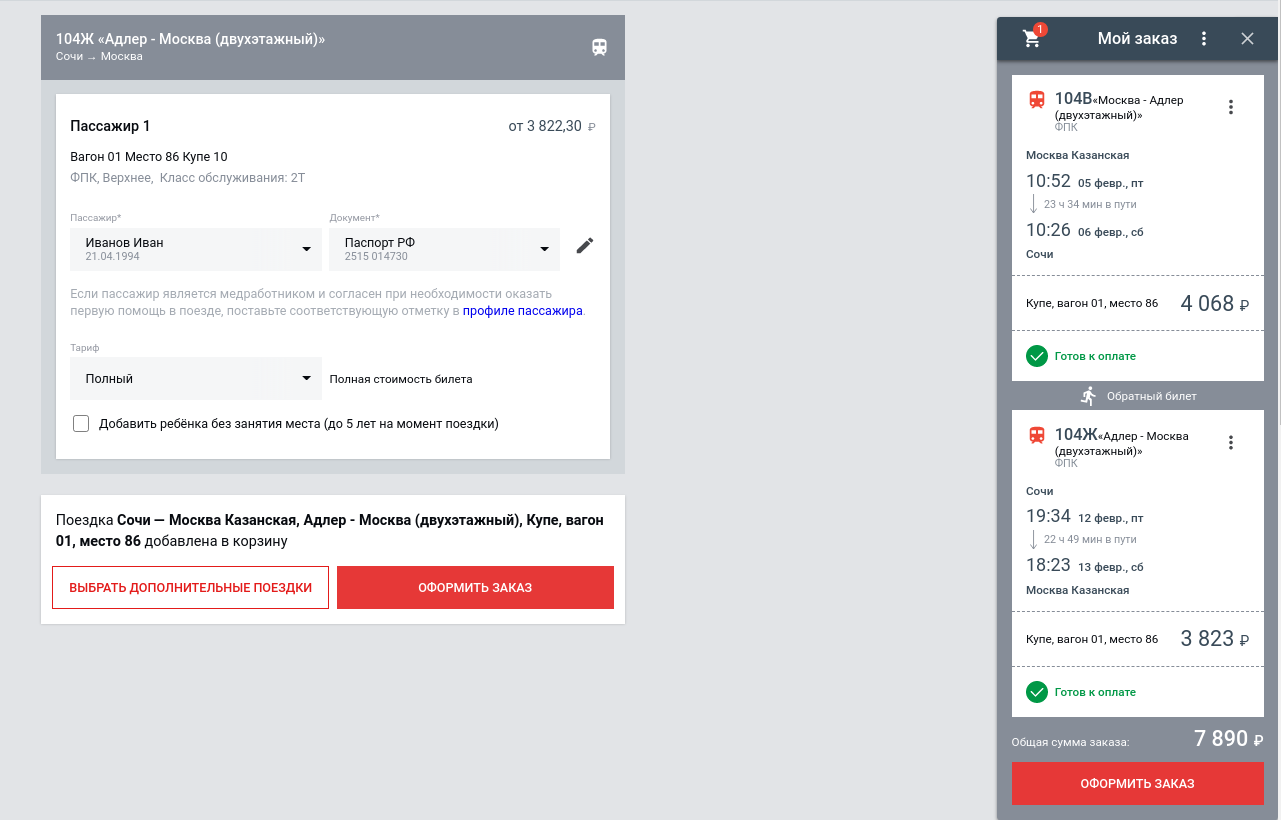 104Ж «Адлер - Москва (двухэтажный)»
Сочи → Москва
Пассажир 1
от 3 822,30 ₽
Вагон 01 Место 86 Купе 10
ФПК, Верхнее, Класс обслуживания: 2Т
Пассажир*
Документ*
Иванов Иван
21.04.1994
Паспорт РФ
2515 014730
Если пассажир является медработником и согласен при необходимости оказать
первую помощь в поезде, поставьте соответствующую отметку в профиле пассажира.
Тариф
Полный
Полная стоимость билета
Добавить ребёнка без занятия места (до 5 лет на момент поездки)
Поездка Сочи — Москва Казанская, Адлер - Москва (двухэтажный), Купе, вагон
01, место 86 добавлена в корзину
ВЫБРАТЬ ДОПОЛНИТЕЛЬНЫЕ ПОЕЗДКИ
ОФОРМИТЬ ЗАКАЗ
1
Мой заказ
104В«Москва - Адлер
(двухэтажный)»
ФПК
Москва Казанская
10:52 05 февр., пт
23 ч 34 мин в пути
10:26 06 февр., сб
Сочи
Купе, вагон 01, место 86
4 068 ₽
Готов к оплате
Обратный билет
104Ж«Адлер - Москва
(двухэтажный)»
ФПК
Сочи
19:34 12 февр., пт
22 ч 49 мин в пути
18:23 13 февр., сб
Москва Казанская
Купе, вагон 01, место 86
3 823 ₽
Готов к оплате
Общая сумма заказа:
7 890 ₽
ОФОРМИТЬ ЗАКАЗ